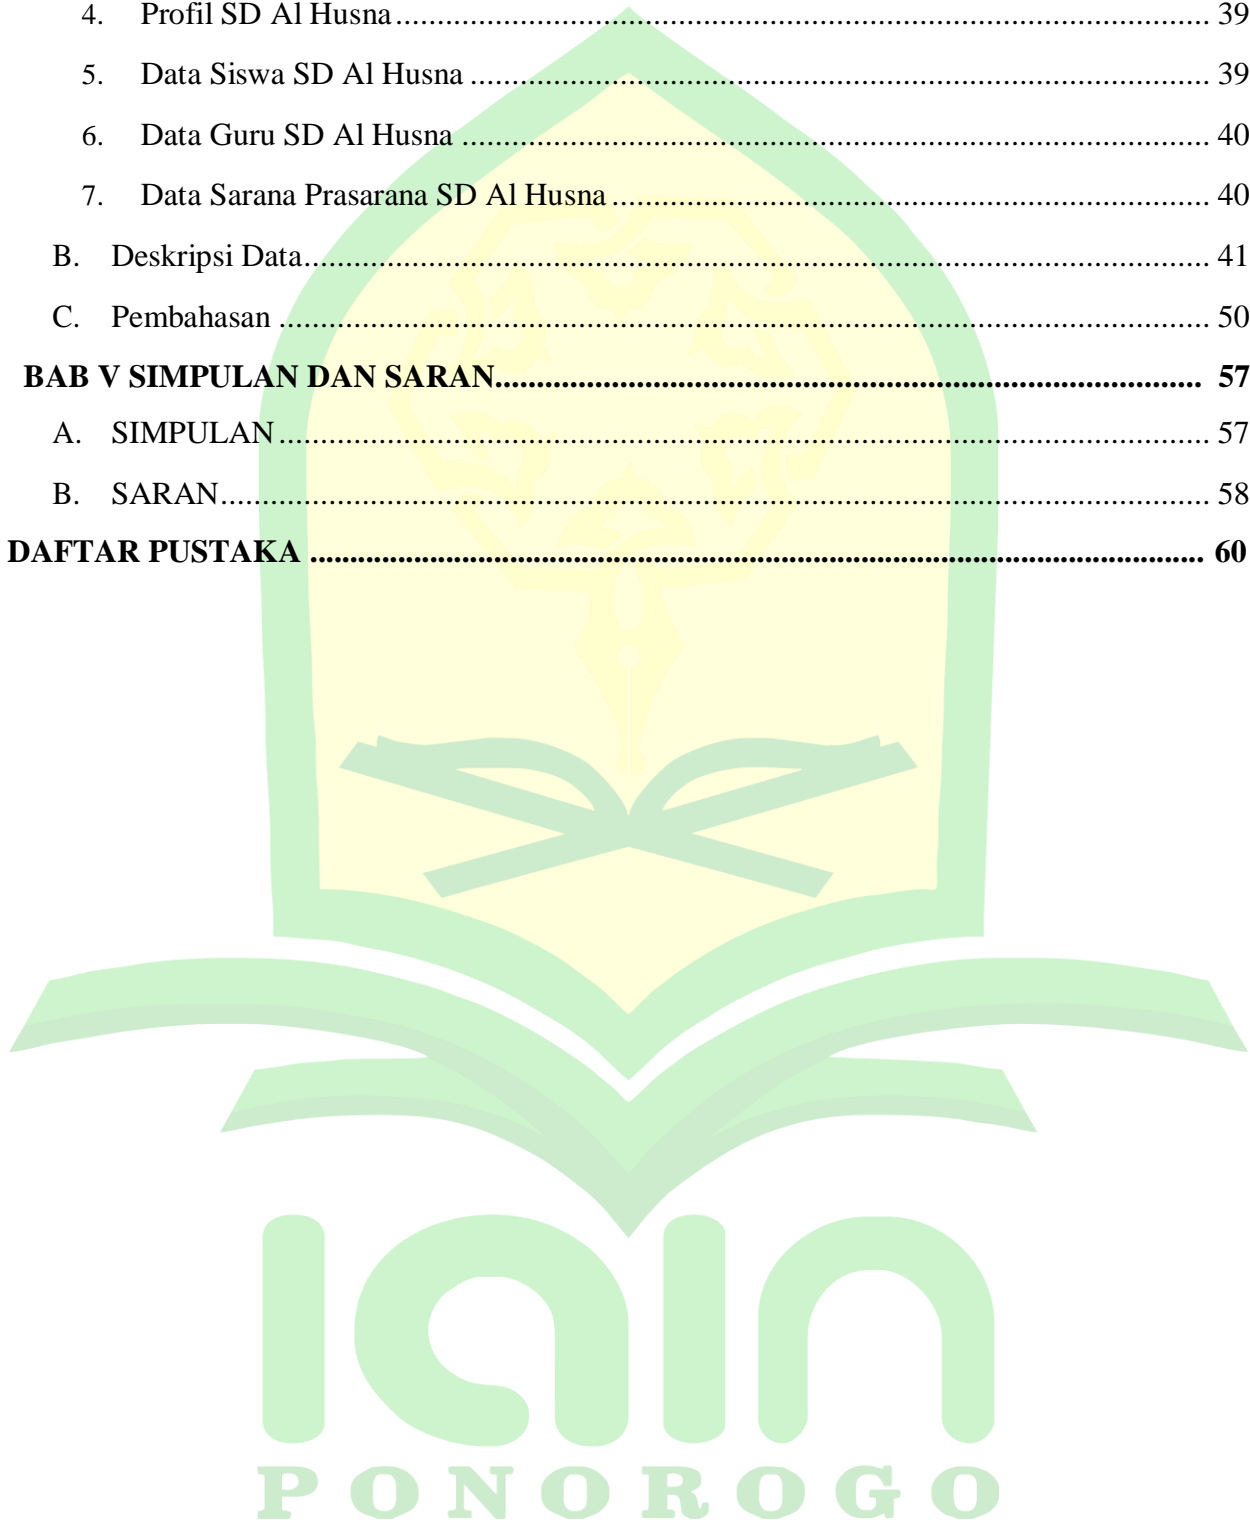 4. Profil SD Al Husna ........................................................................................................ 39
5. Data Siswa SD Al Husna .............................................................................................. 39
6. Data Guru SD Al Husna ............................................................................................... 40
7. Data Sarana Prasarana SD Al Husna ............................................................................ 40
B. Deskripsi Data .................................................................................................................. 41
C. Pembahasan ..................................................................................................................... 50
BAB V SIMPULAN DAN SARAN ......................................................................................... 57
A. SIMPULAN ..................................................................................................................... 57
B. SARAN ............................................................................................................................ 58
DAFTAR PUSTAKA ............................................................................................................... 60
iain
PONOROGO